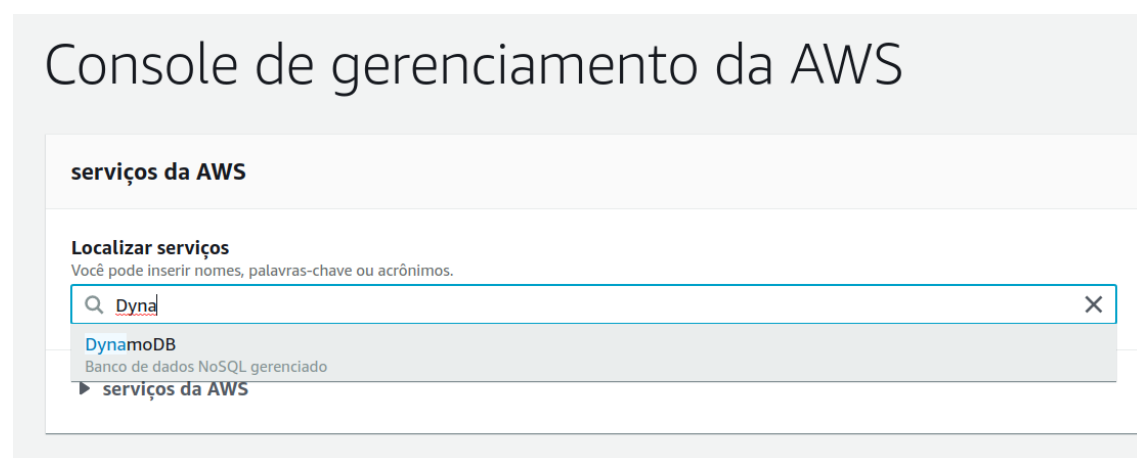 Console de gerenciamento da AWS
serviços da AWS
Localizar serviços
Você pode inserir nomes, palavras-chave ou acrônimos.
Dyna
DynamoDB
Banco de dados NoSQL gerenciado
serviços da AWS